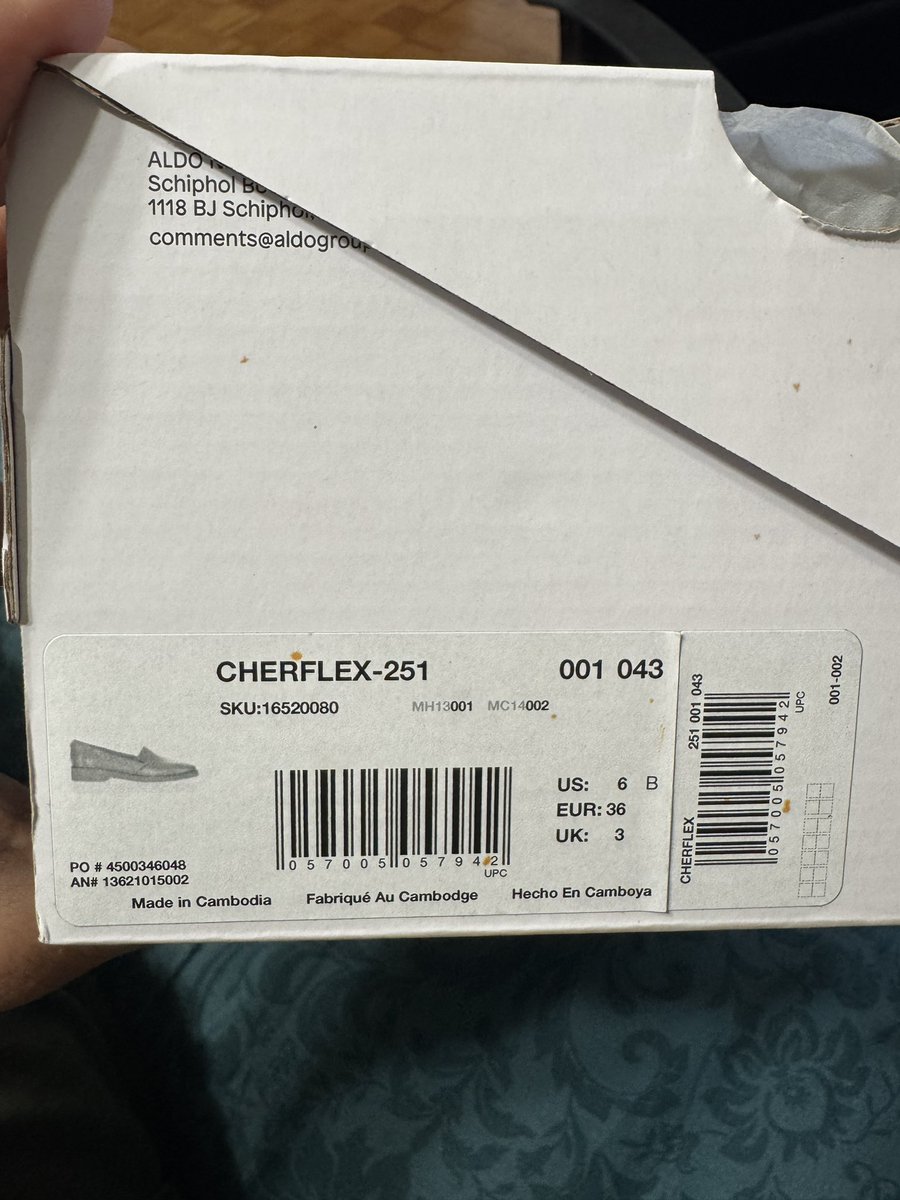 ALDO
Schiphol
1118 BJ Schiphol
comments@aldogroup
CHERFLEX-251 001 043
SKU:16520080 MH13001 MC14002
US: 6 B
EUR: 36
UK: 3
057005057942
UPC
PO # 4500346048
AN# 13621015002
Made in Cambodia Fabriqué Au Cambodge Hecho En Camboya
CHERFLEX 251 001 043
057005057942
UPC
001-002